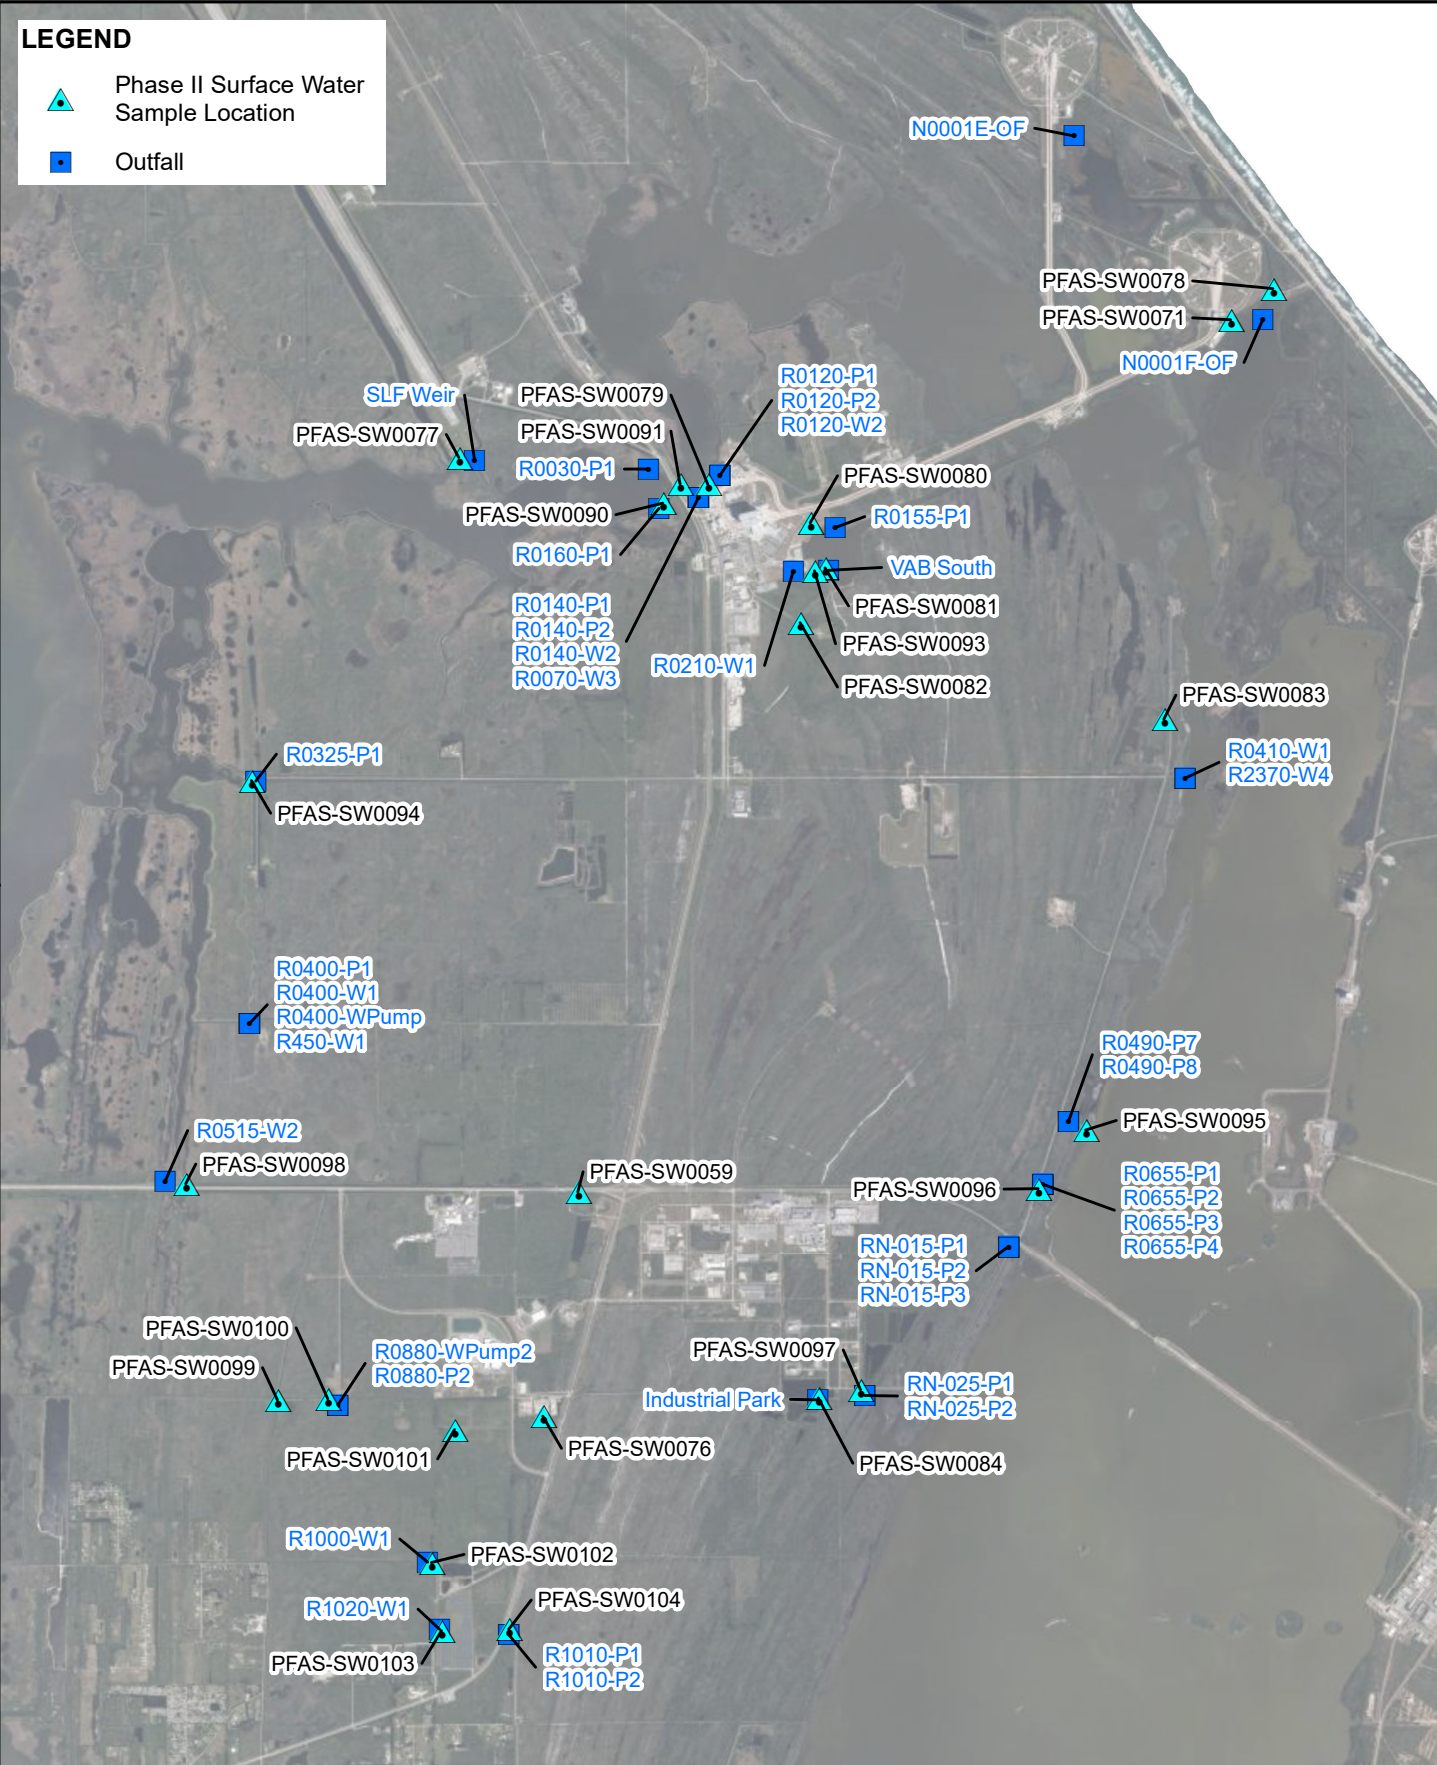 LEGEND
Phase II Surface Water
Sample Location
Outfall
N0001E-OF
PFAS-SW0078
PFAS-SW0071
N0001F-OF
R0120-P1
R0120-P2
R0120-W2
SLF Weir
PFAS-SW0079
PFAS-SW0077
PFAS-SW0091
R0030-P1
PFAS-SW0080
PFAS-SW0090
R0155-P1
R0160-P1
VAB South
R0140-P1
R0140-P2
R0140-W2
R0070-W3
PFAS-SW0081
PFAS-SW0093
R0210-W1
PFAS-SW0082
PFAS-SW0083
R0410-W1
R2370-W4
R0325-P1
PFAS-SW0094
R0400-P1
R0400-W1
R0400-WPump
R450-W1
R0490-P7
R0490-P8
PFAS-SW0095
R0515-W2
PFAS-SW0098
PFAS-SW0059
PFAS-SW0096
R0655-P1
R0655-P2
R0655-P3
R0655-P4
RN-015-P1
RN-015-P2
RN-015-P3
PFAS-SW0100
PFAS-SW0099
R0880-WPump2
R0880-P2
PFAS-SW0097
Industrial Park
RN-025-P1
RN-025-P2
PFAS-SW0101
PFAS-SW0076
PFAS-SW0084
R1000-W1
PFAS-SW0102
R1020-W1
PFAS-SW0104
PFAS-SW0103
R1010-P1
R1010-P2